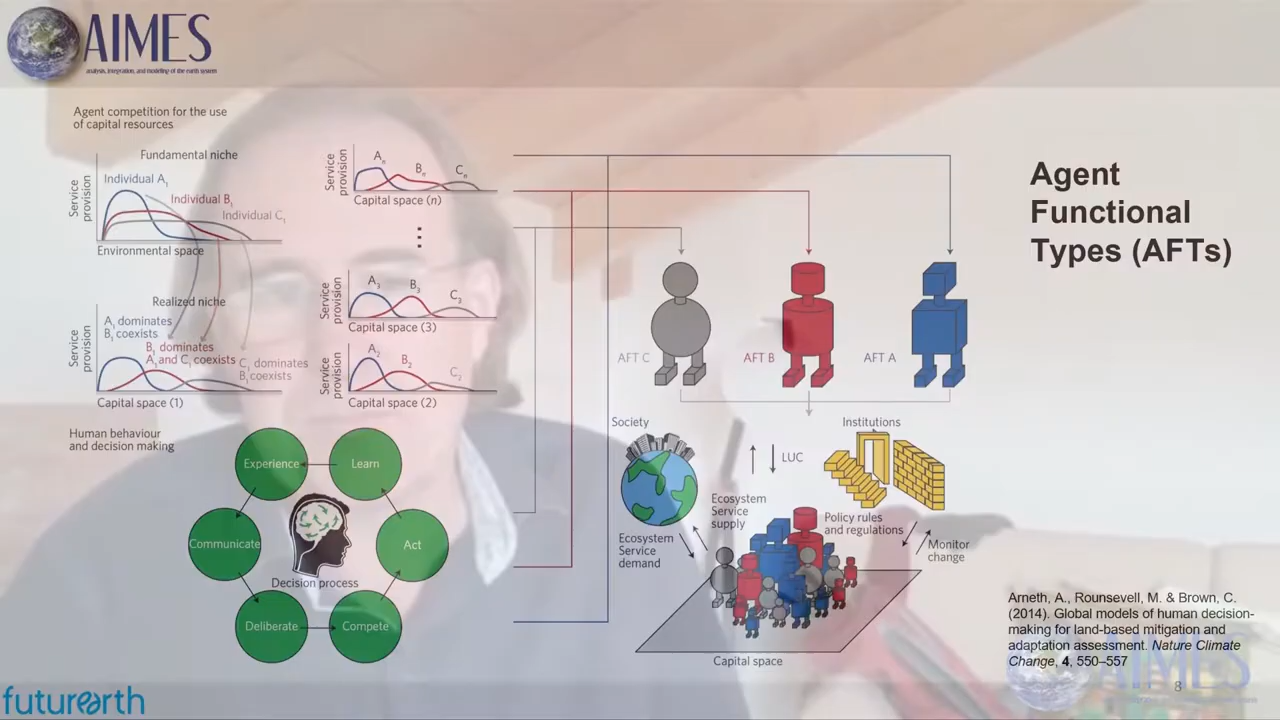 AIMES
analysis, integration, and modeling of the earth system
Agent competition for the use
of capital resources
Fundamental niche
Service
provision
Individual A1
Individual B1
Individual C1
Environmental space
Realized niche
Service
provision
A1 dominates
B1 coexists
B1 dominates
A1 and C1 coexists
C1 dominates
B1 coexists
Capital space (1)
Service
provision
An
Bn
Cn
Capital space (n)
Service
provision
A3
B3
C3
Capital space (3)
Service
provision
A2
B2
C2
Capital space (2)
Human behaviour
and decision making
Experience
Learn
Communicate
Act
Decision process
Deliberate
Compete
Agent
Functional
Types (AFTs)
AFT C
AFT B
AFT A
Society
Institutions
LUC
Ecosystem
Service
supply
Policy rules
and regulations
Ecosystem
Service
demand
Monitor
change
Capital space
Arneth, A., Rounsevell, M. & Brown, C.
(2014). Global models of human decision-
making for land-based mitigation and
adaptation assessment. Nature Climate
Change, 4, 550–557
AIMES
8
futurearth